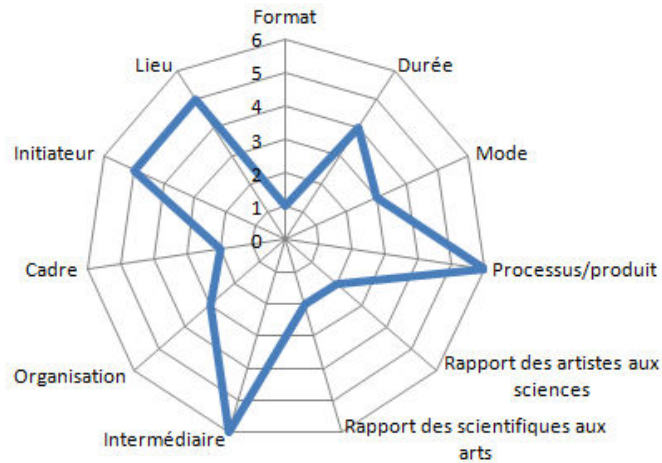 Format
6
Lieu
Durée
5
4
Initiateur
3
Mode
2
1
Cadre
0
Processus/produit
Organisation
Rapport des artistes aux
sciences
Intermédiaire
Rapport des scientifiques aux
arts